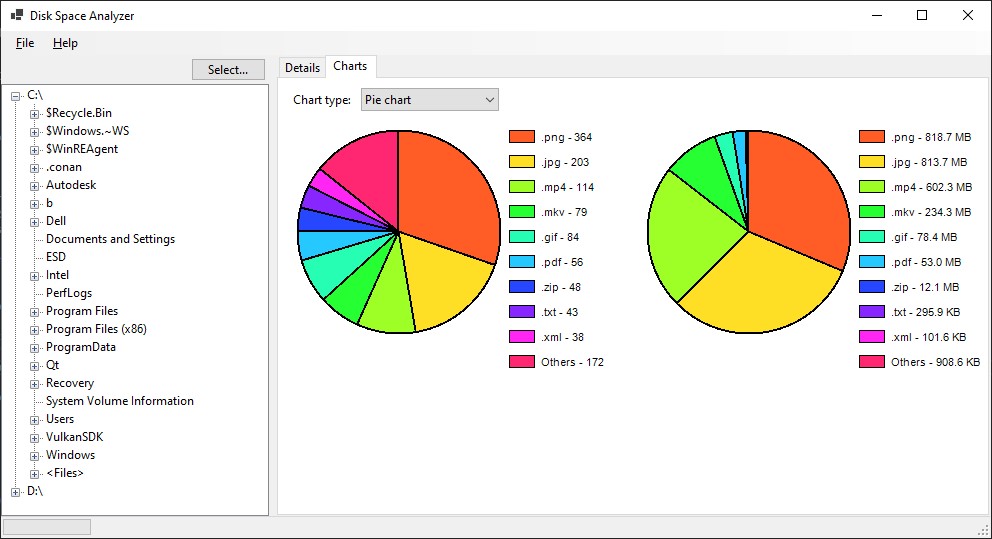 Disk Space Analyzer
File Help
Select...
Details Charts
Chart type: Pie chart
C:\
$Recycle.Bin
$Windows.~WS
$WinREAgent
.conan
Autodesk
b
Dell
Documents and Settings
ESD
Intel
PerfLogs
Program Files
Program Files (x86)
ProgramData
Qt
Recovery
System Volume Information
Users
VulkanSDK
Windows
<Files>
D:\
.png - 364
.jpg - 203
.mp4 - 114
.mkv - 79
.gif - 84
.pdf - 56
.zip - 48
.txt - 43
.xml - 38
Others - 172
.png - 818.7 MB
.jpg - 813.7 MB
.mp4 - 602.3 MB
.mkv - 234.3 MB
.gif - 78.4 MB
.pdf - 53.0 MB
.zip - 12.1 MB
.txt - 295.9 KB
.xml - 101.6 KB
Others - 908.6 KB